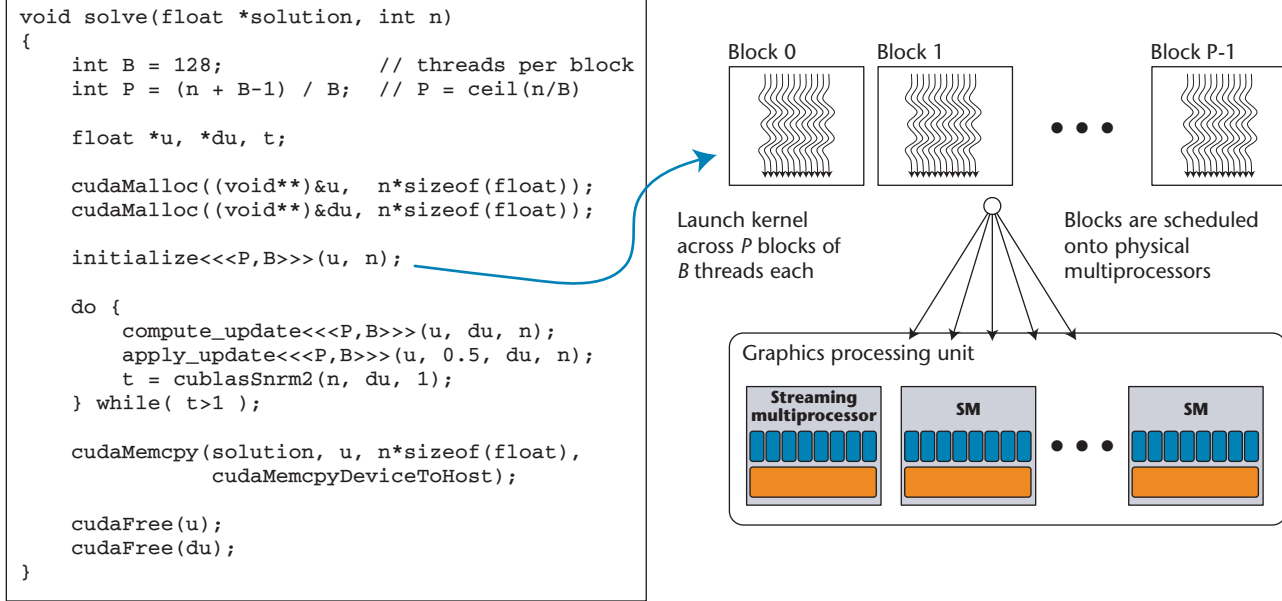 void solve(float *solution, int n)
{
    int B = 128;            // threads per block
    int P = (n + B-1) / B;  // P = ceil(n/B)

    float *u, *du, t;

    cudaMalloc((void**)&u,  n*sizeof(float));
    cudaMalloc((void**)&du, n*sizeof(float));

    initialize<<<P,B>>>(u, n);

    do {
        compute_update<<<P,B>>>(u, du, n);
        apply_update<<<P,B>>>(u, 0.5, du, n);
        t = cublasSnrm2(n, du, 1);
    } while( t>1 );

    cudaMemcpy(solution, u, n*sizeof(float),
               cudaMemcpyDeviceToHost);

    cudaFree(u);
    cudaFree(du);
}
Block 0
Block 1
Block P-1
Launch kernel
across P blocks of
B threads each
Blocks are scheduled
onto physical
multiprocessors
Graphics processing unit
Streaming
multiprocessor
SM
SM